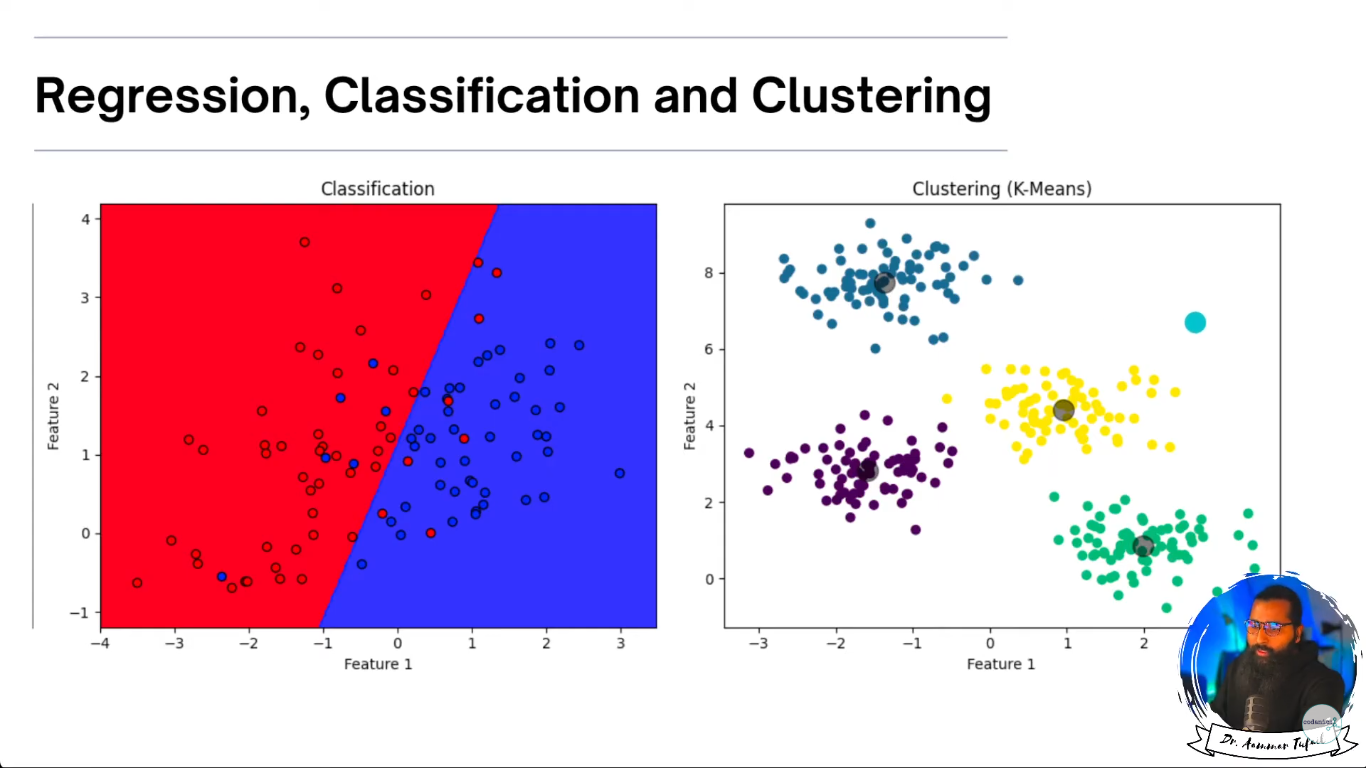 Regression, Classification and Clustering
Classification
4
3
2
1
0
−1
Feature 2
−4
−3
−2
−1
0
1
2
3
Feature 1
Clustering (K-Means)
8
6
4
2
0
Feature 2
−3
−2
−1
0
1
2
Feature 1
codanics
Dr. Aammar Tufail